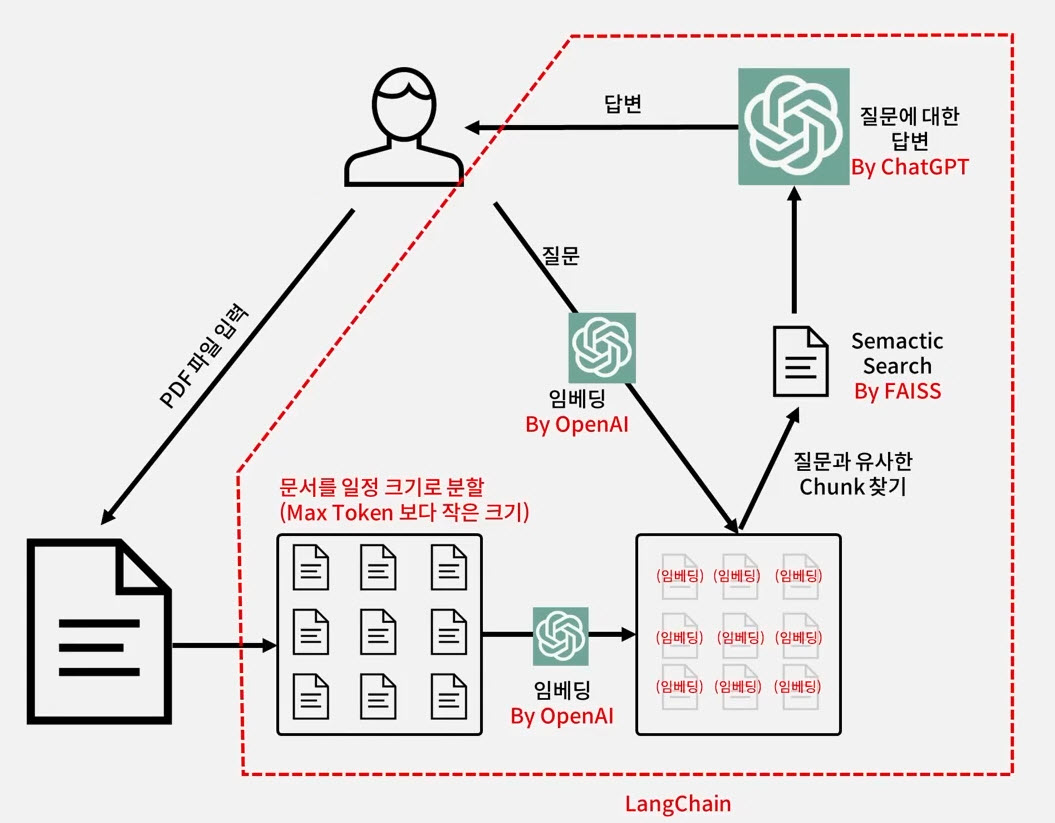 답변
질문에 대한
답변
By ChatGPT
질문
PDF 파일 입력
임베딩
By OpenAI
Semactic
Search
By FAISS
질문과 유사한
Chunk 찾기
문서를 일정 크기로 분할
(Max Token 보다 작은 크기)
(임베딩) (임베딩) (임베딩)
(임베딩) (임베딩) (임베딩)
(임베딩) (임베딩) (임베딩)
임베딩
By OpenAI
LangChain